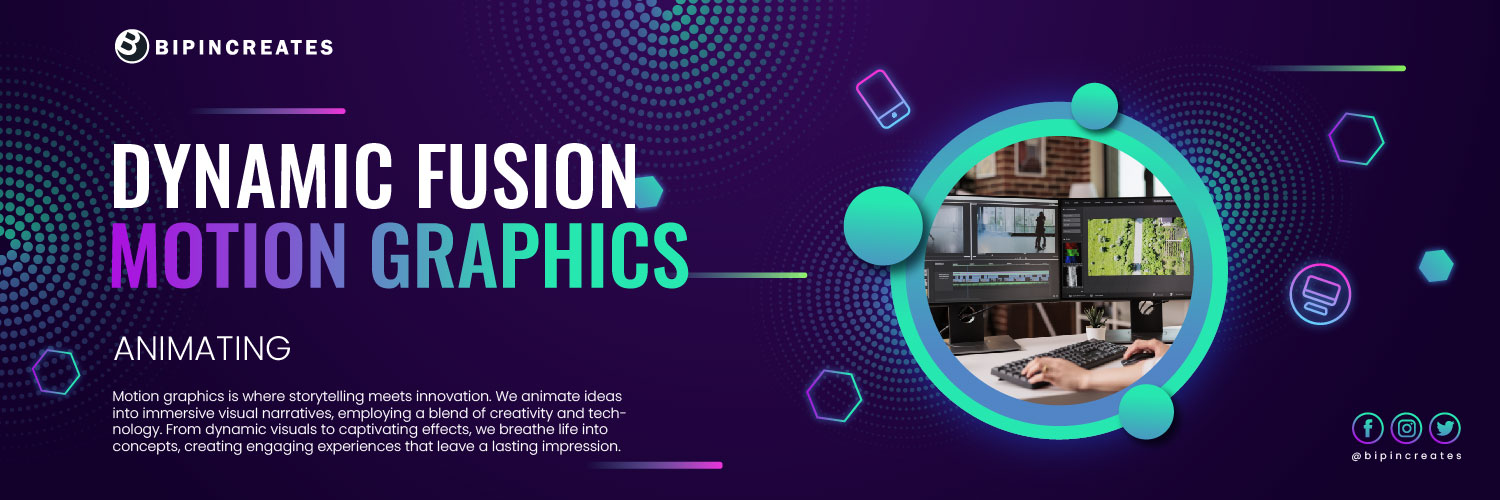 BIPINCREATES
DYNAMIC FUSION
MOTION GRAPHICS
ANIMATING
Motion graphics is where storytelling meets innovation. We animate ideas
into immersive visual narratives, employing a blend of creativity and tech-
nology. From dynamic visuals to captivating effects, we breathe life into
concepts, creating engaging experiences that leave a lasting impression.
@bipincreates